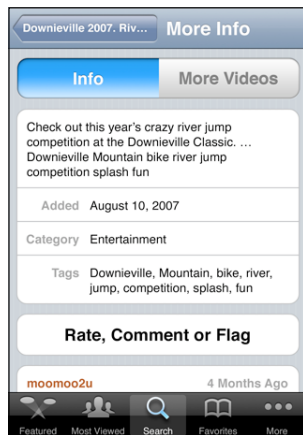 Downieville 2007. Riv...
More Info
Info
More Videos
Check out this year's crazy river jump
competition at the Downieville Classic. ...
Downieville Mountain bike river jump
competition splash fun
Added August 10, 2007
Category Entertainment
Tags Downieville, Mountain, bike, river,
jump, competition, splash, fun
Rate, Comment or Flag
moomoo2u 4 Months Ago
Featured Most Viewed Search Favorites More